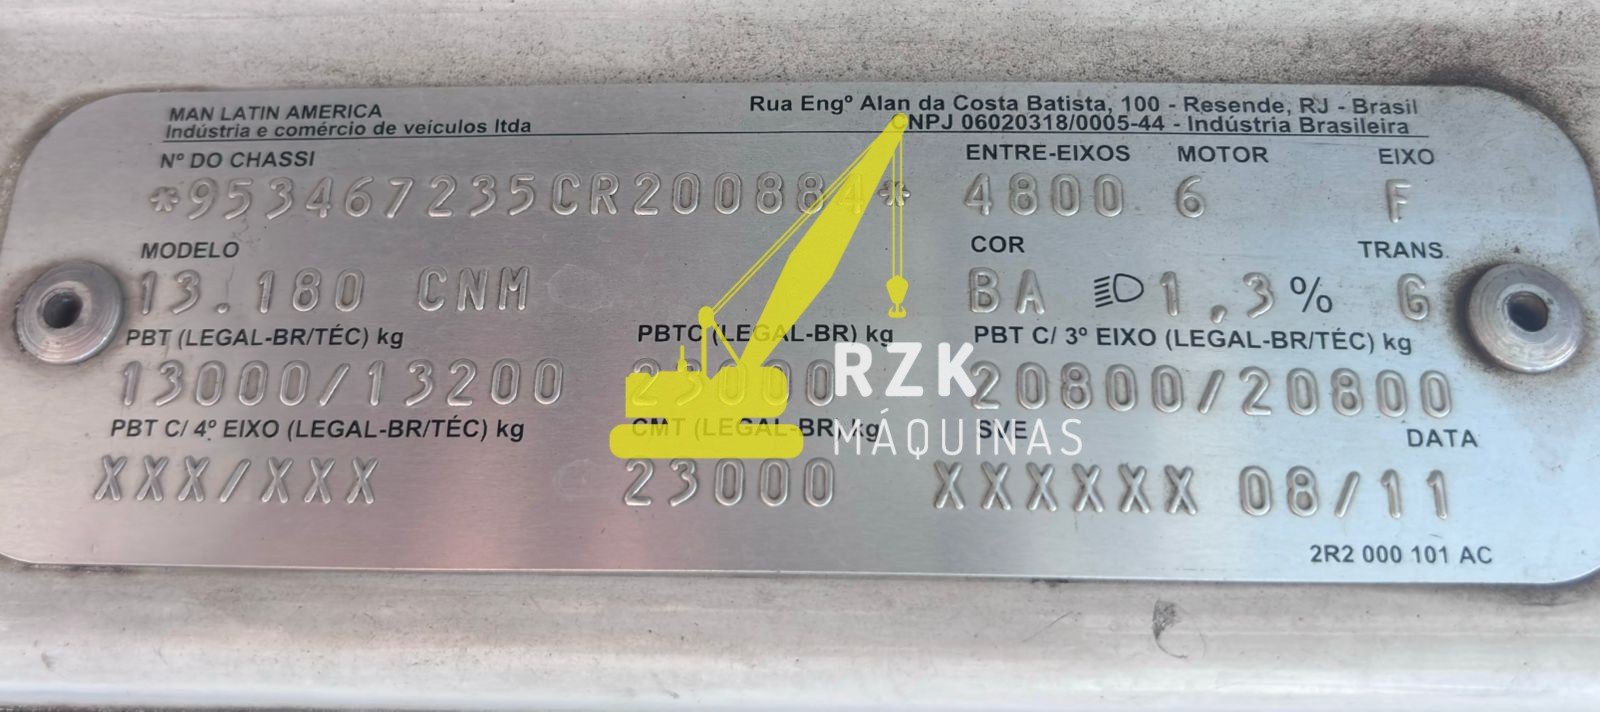 MAN LATIN AMERICA
Indústria e comércio de veículos ltda
Rua Engº Alan da Costa Batista, 100 - Resende, RJ - Brasil
CNPJ 06020318/0005-44 - Indústria Brasileira
Nº DO CHASSI ENTRE-EIXOS MOTOR EIXO
*953467235CR200884* 4800 6 F
MODELO COR TRANS.
13.180 CNM BA 1,3% G
PBT (LEGAL-BR/TÉC) kg PBTC (LEGAL-BR) kg PBT C/ 3º EIXO (LEGAL-BR/TÉC) kg
13000/13200 23000 20800/20800
PBT C/ 4º EIXO (LEGAL-BR/TÉC) kg CMT (LEGAL-BR) kg DATA
XXX/XXX 23000 XXXXXX 08/11
2R2 000 101 AC
RZK
MÁQUINAS